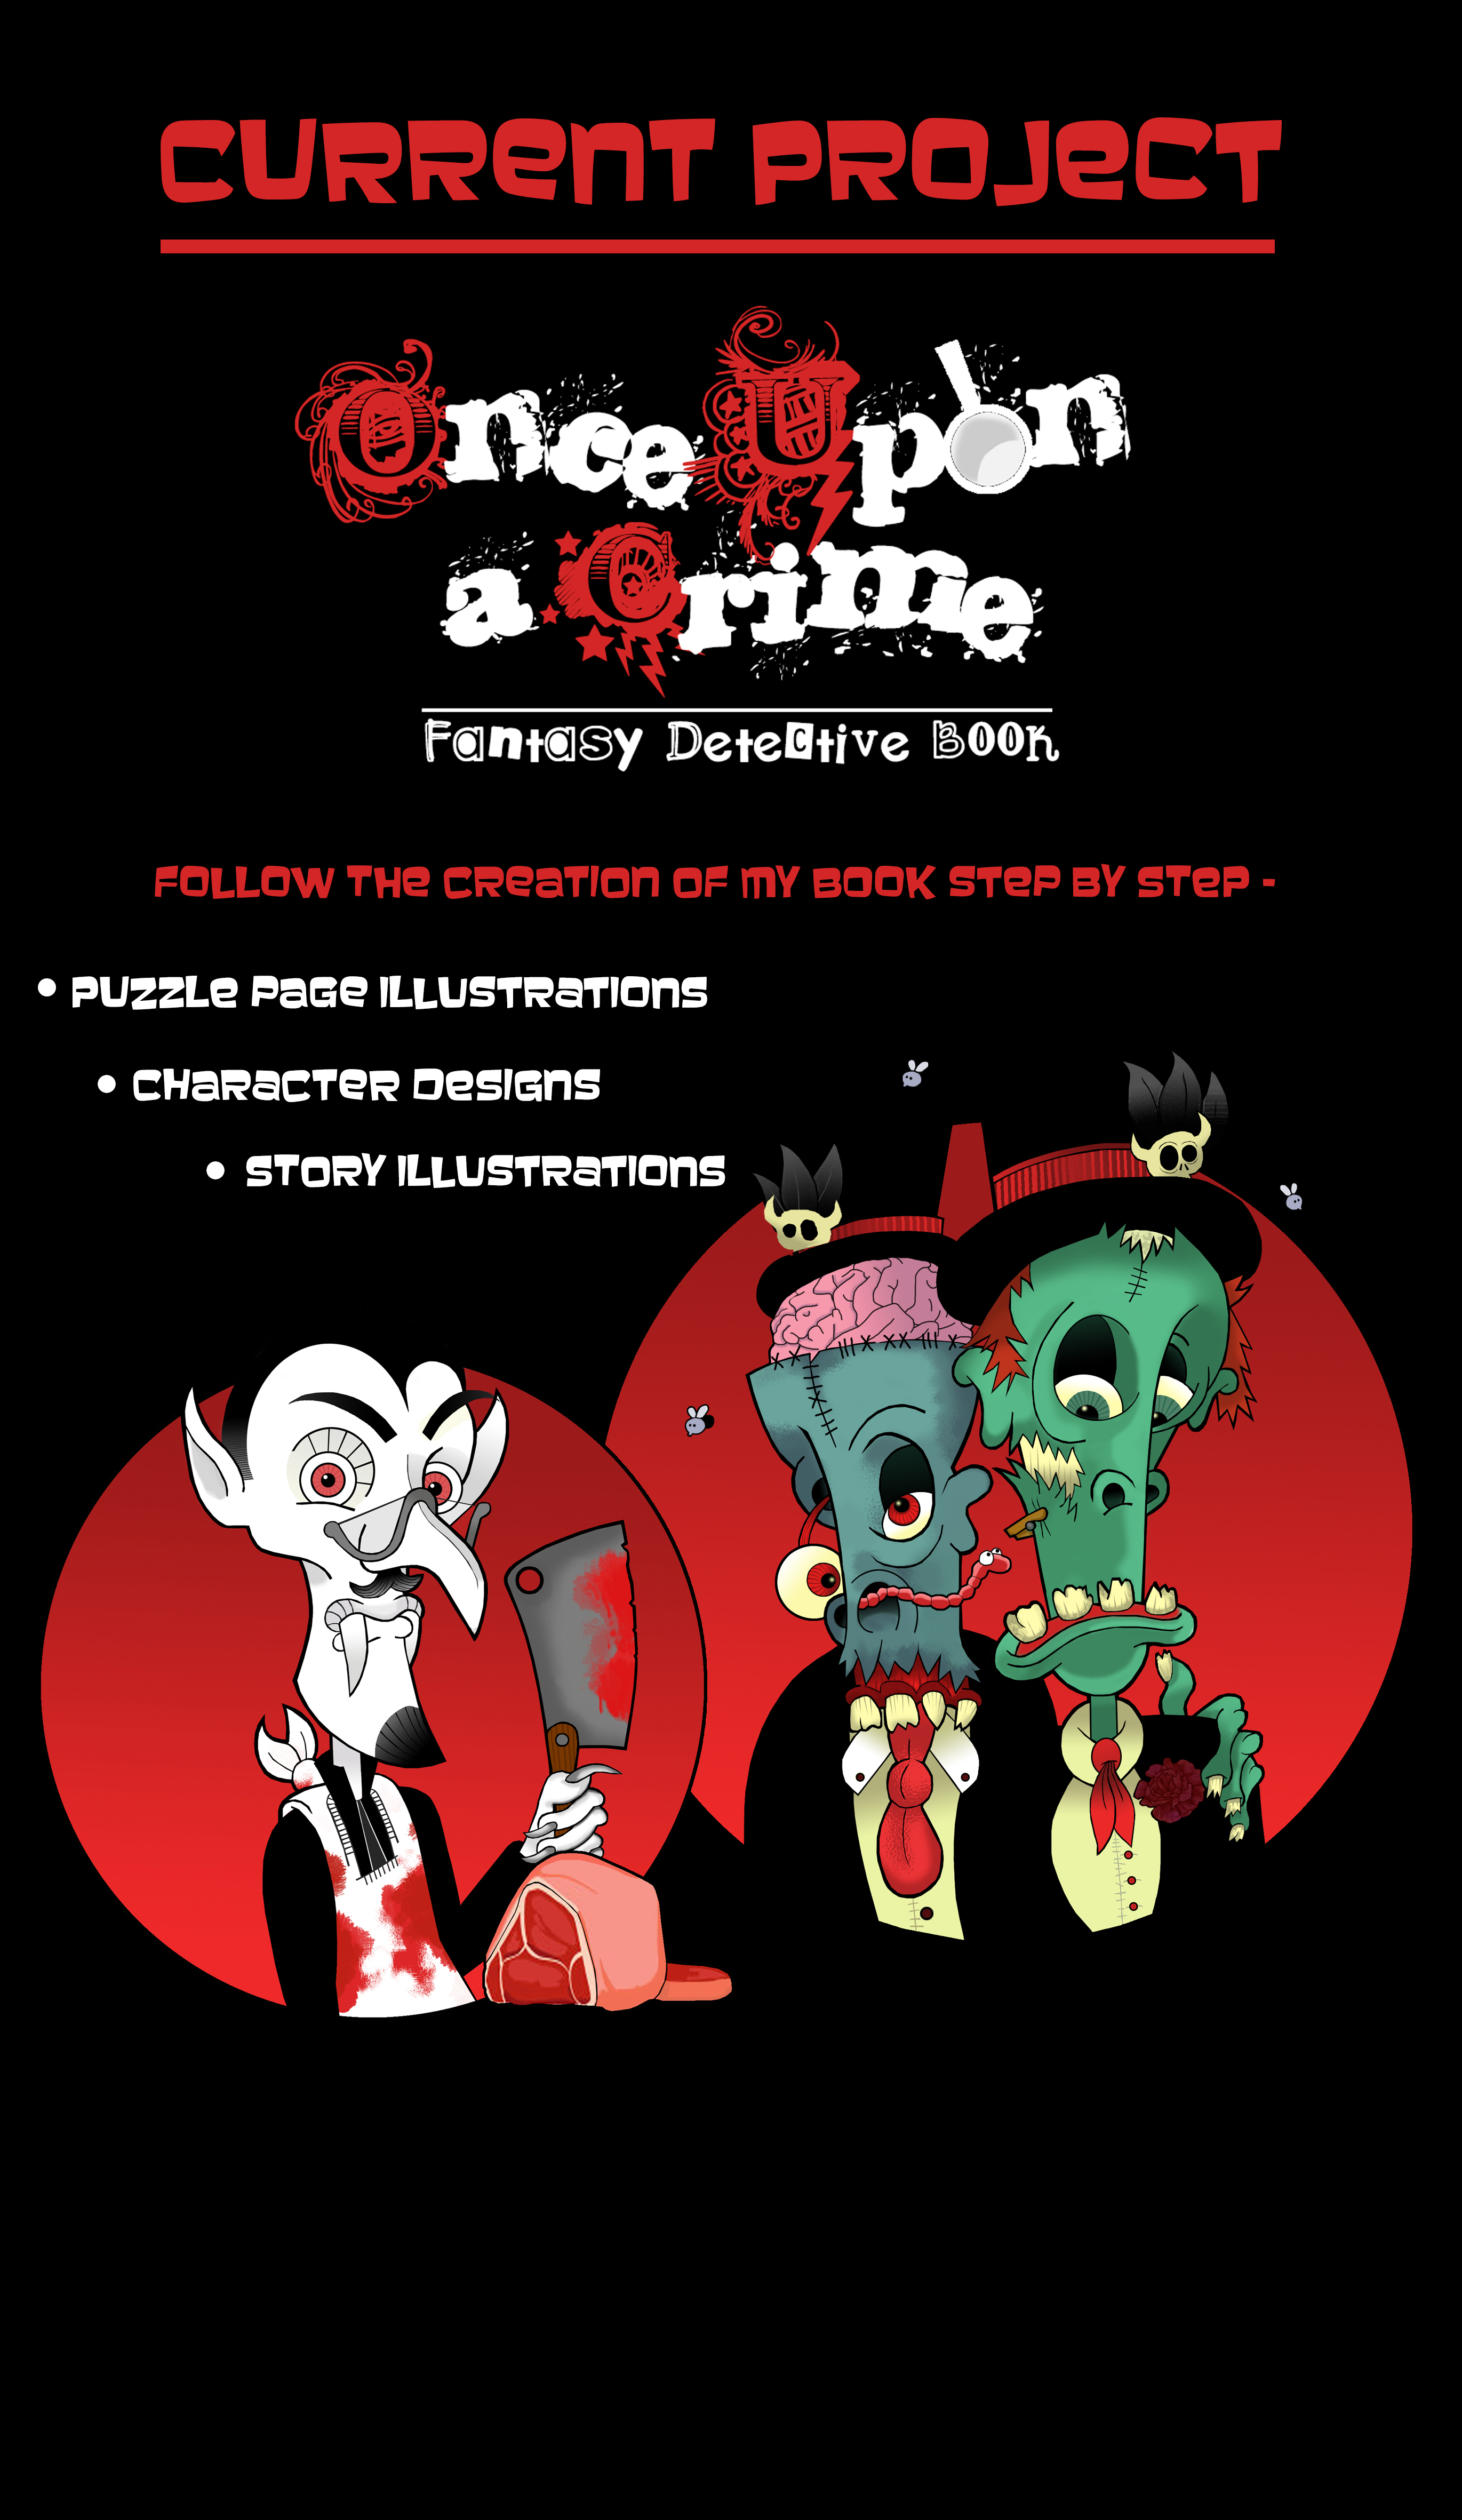 CURRENT PROJECT
Once Upon
a Crime
Fantasy Detective Book
FOLLOW THE CREATION OF MY BOOK STEP BY STEP -
• PUZZLE PAGE ILLUSTRATIONS
• CHARACTER DESIGNS
• STORY ILLUSTRATIONS